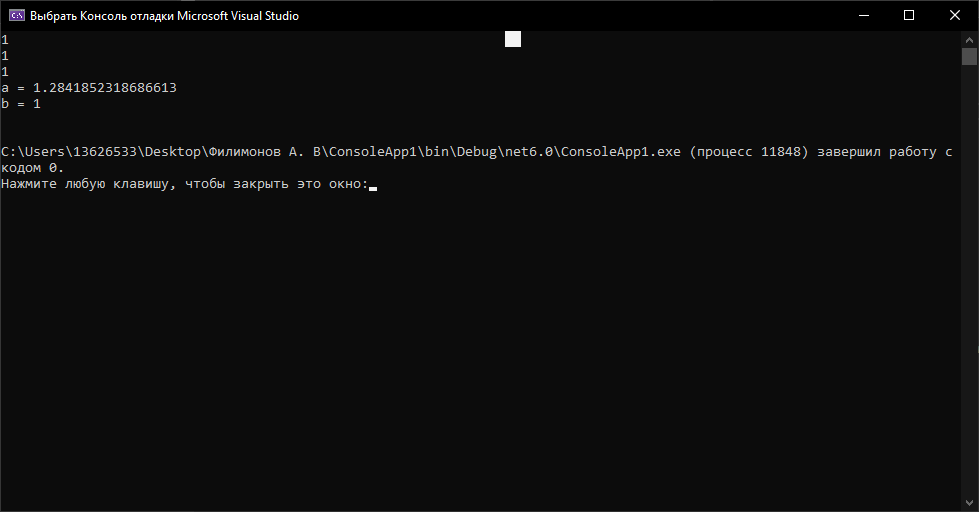 Выбрать Консоль отладки Microsoft Visual Studio
1
1
1
a = 1.2841852318686613
b = 1
C:\Users\13626533\Desktop\Филимонов А. В\ConsoleApp1\bin\Debug\net6.0\ConsoleApp1.exe (процесс 11848) завершил работу с
кодом 0.
Нажмите любую клавишу, чтобы закрыть это окно: